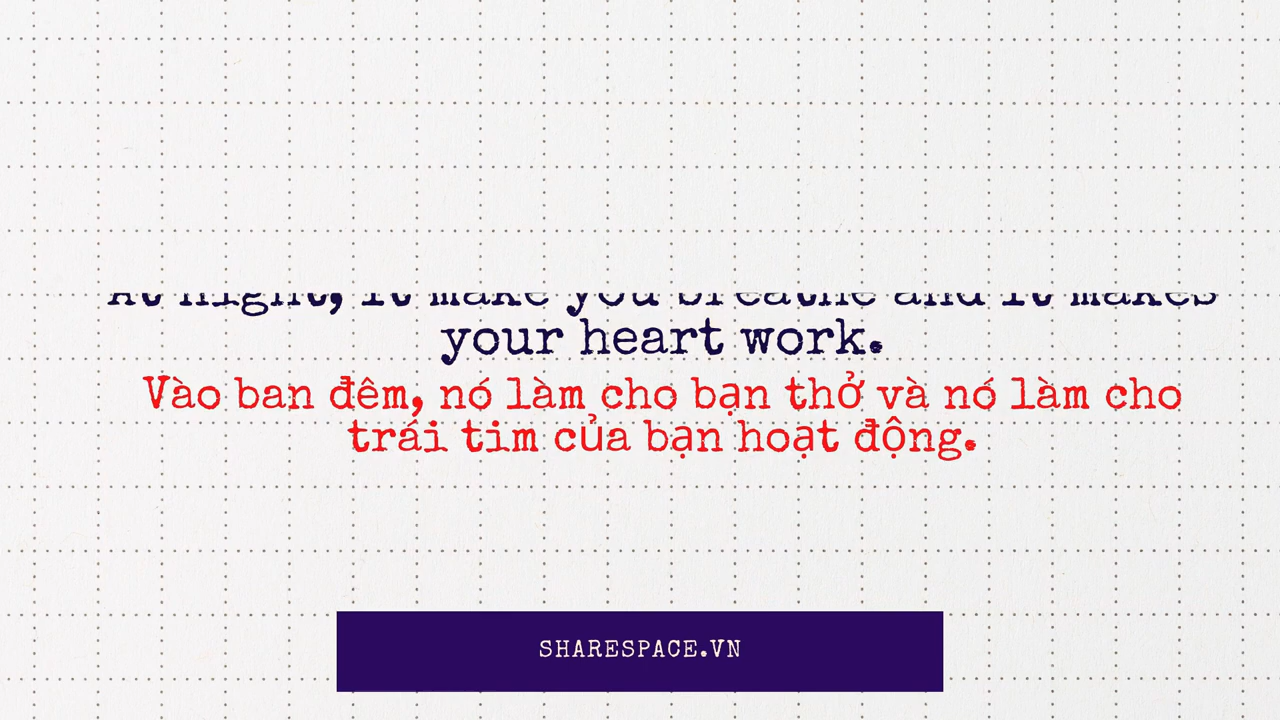 At night, it make you breathe and it makes
your heart work.
Vào ban đêm, nó làm cho bạn thở và nó làm cho
trái tim của bạn hoạt động.
SHARESPACE.VN